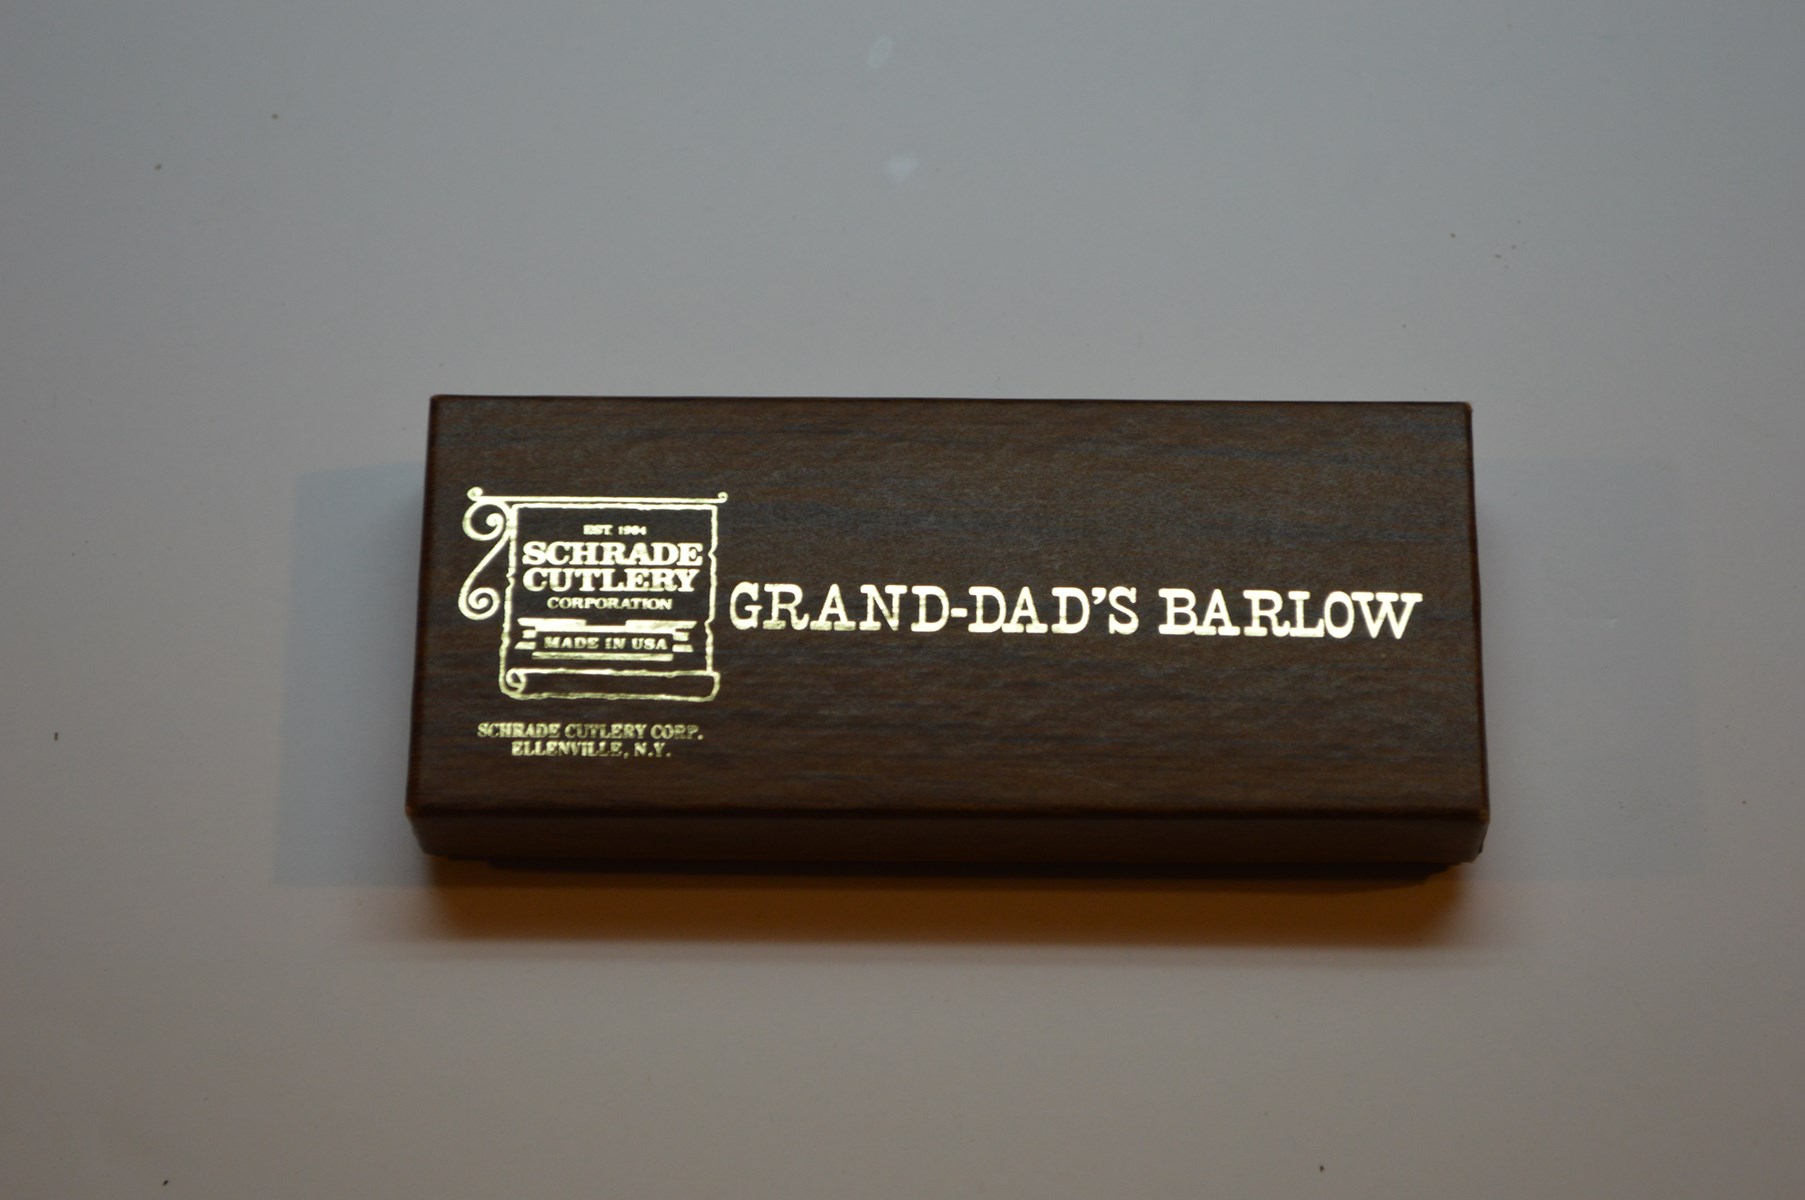 EST. 1904
SCHRADE
CUTLERY
CORPORATION
MADE IN USA
GRAND-DAD'S BARLOW
SCHRADE CUTLERY CORP.
ELLENVILLE, N.Y.